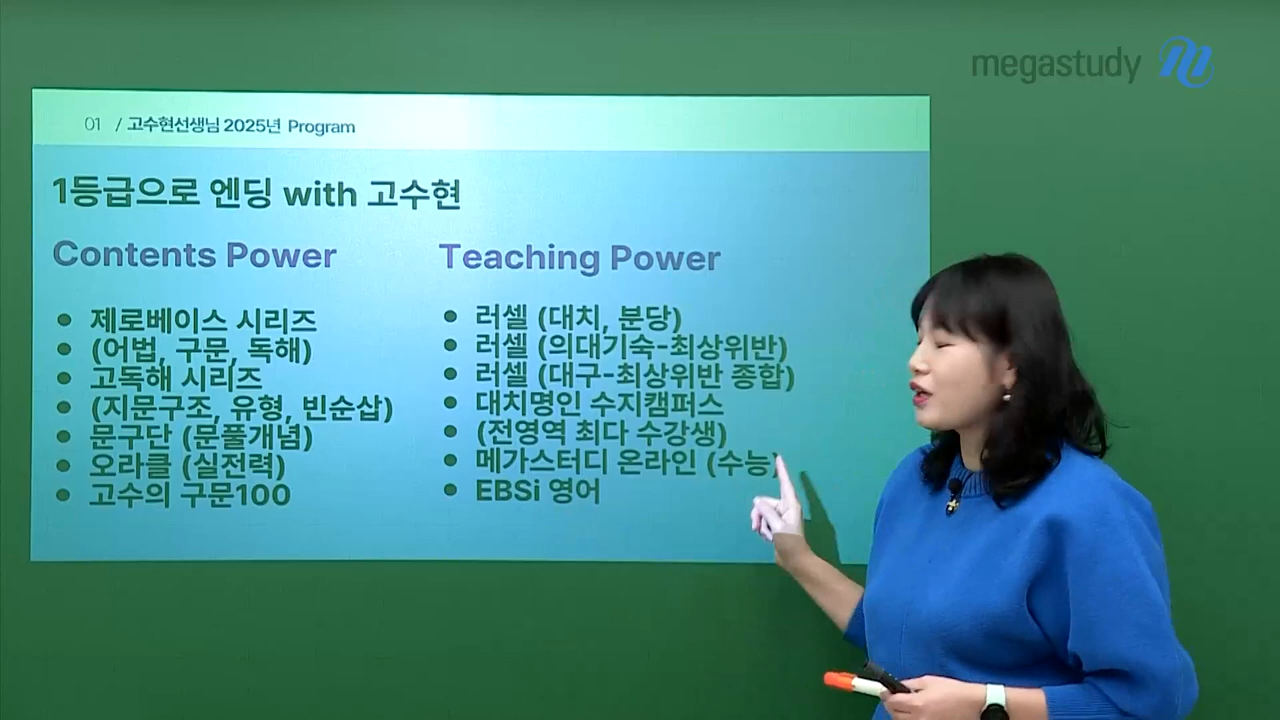 megastudy
01 / 고수현선생님 2025년 Program
1등급으로 엔딩 with 고수현
Contents Power
• 제로베이스 시리즈
• (어법, 구문, 독해)
• 고독해 시리즈
• (지문구조, 유형, 빈순삽)
• 문구단 (문풀개념)
• 오라클 (실전력)
• 고수의 구문100
Teaching Power
• 러셀 (대치, 분당)
• 러셀 (의대기숙-최상위반)
• 러셀 (대구-최상위반 종합)
• 대치명인 수지캠퍼스
• (전영역 최다 수강생)
• 메가스터디 온라인 (수능)
• EBSi 영어